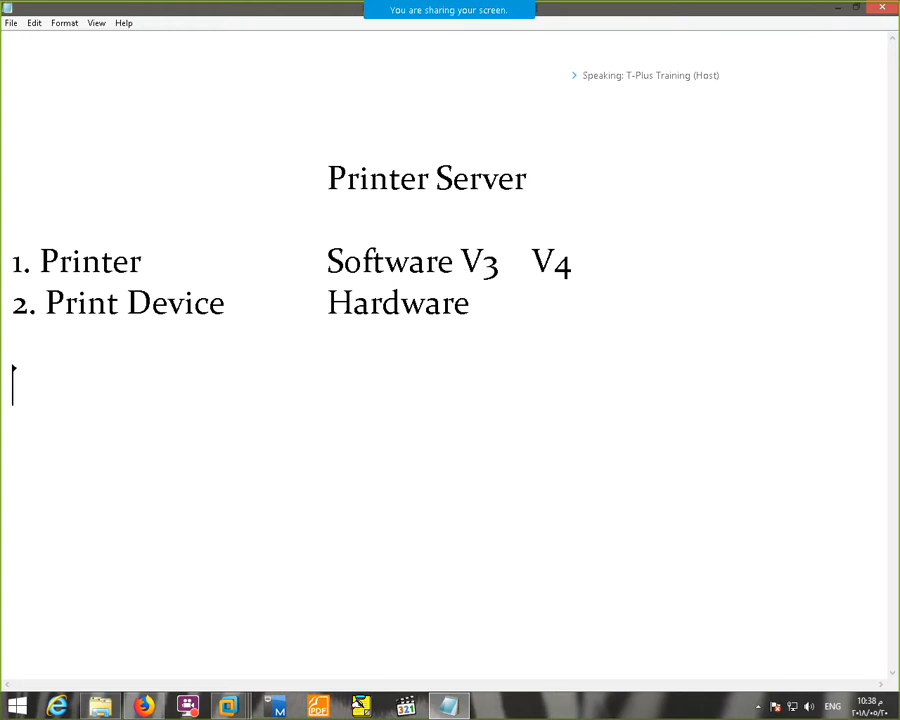 You are sharing your screen.
File Edit Format View Help
Speaking: T-Plus Training (Host)
Printer Server
1. Printer Software V3 V4
2. Print Device Hardware
ENG
10:38 م